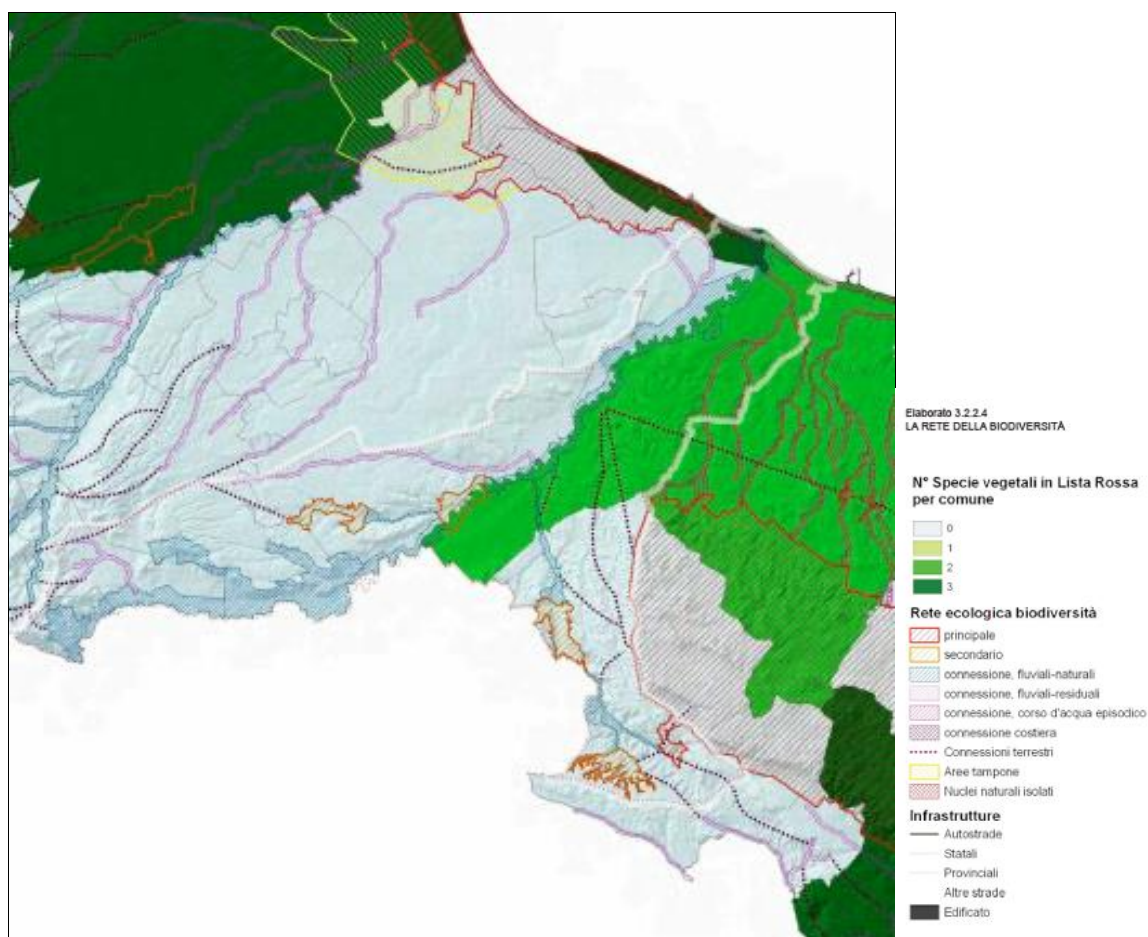 Elaborato 3.2.2.4
LA RETE DELLA BIODIVERSITÀ
N° Specie vegetali in Lista Rossa
per comune
0
1
2
3
Rete ecologica biodiversità
principale
secondario
connessione, fluviali-naturali
connessione, fluviali-residuali
connessione, corso d'acqua episodico
connessione costiera
Connessioni terrestri
Aree tampone
Nuclei naturali isolati
Infrastrutture
Autostrade
Statali
Provinciali
Altre strade
Edificato